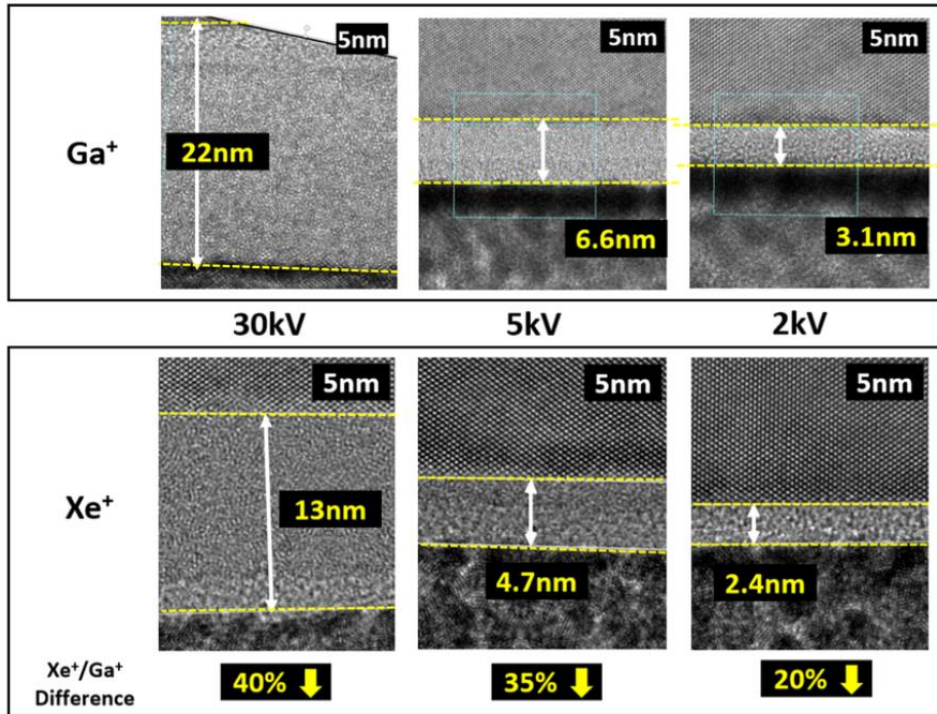 5nm
5nm
5nm
Ga⁺
22nm
6.6nm
3.1nm
30kV
5kV
2kV
5nm
5nm
5nm
Xe⁺
13nm
4.7nm
2.4nm
Xe⁺/Ga⁺
Difference
40%
35%
20%